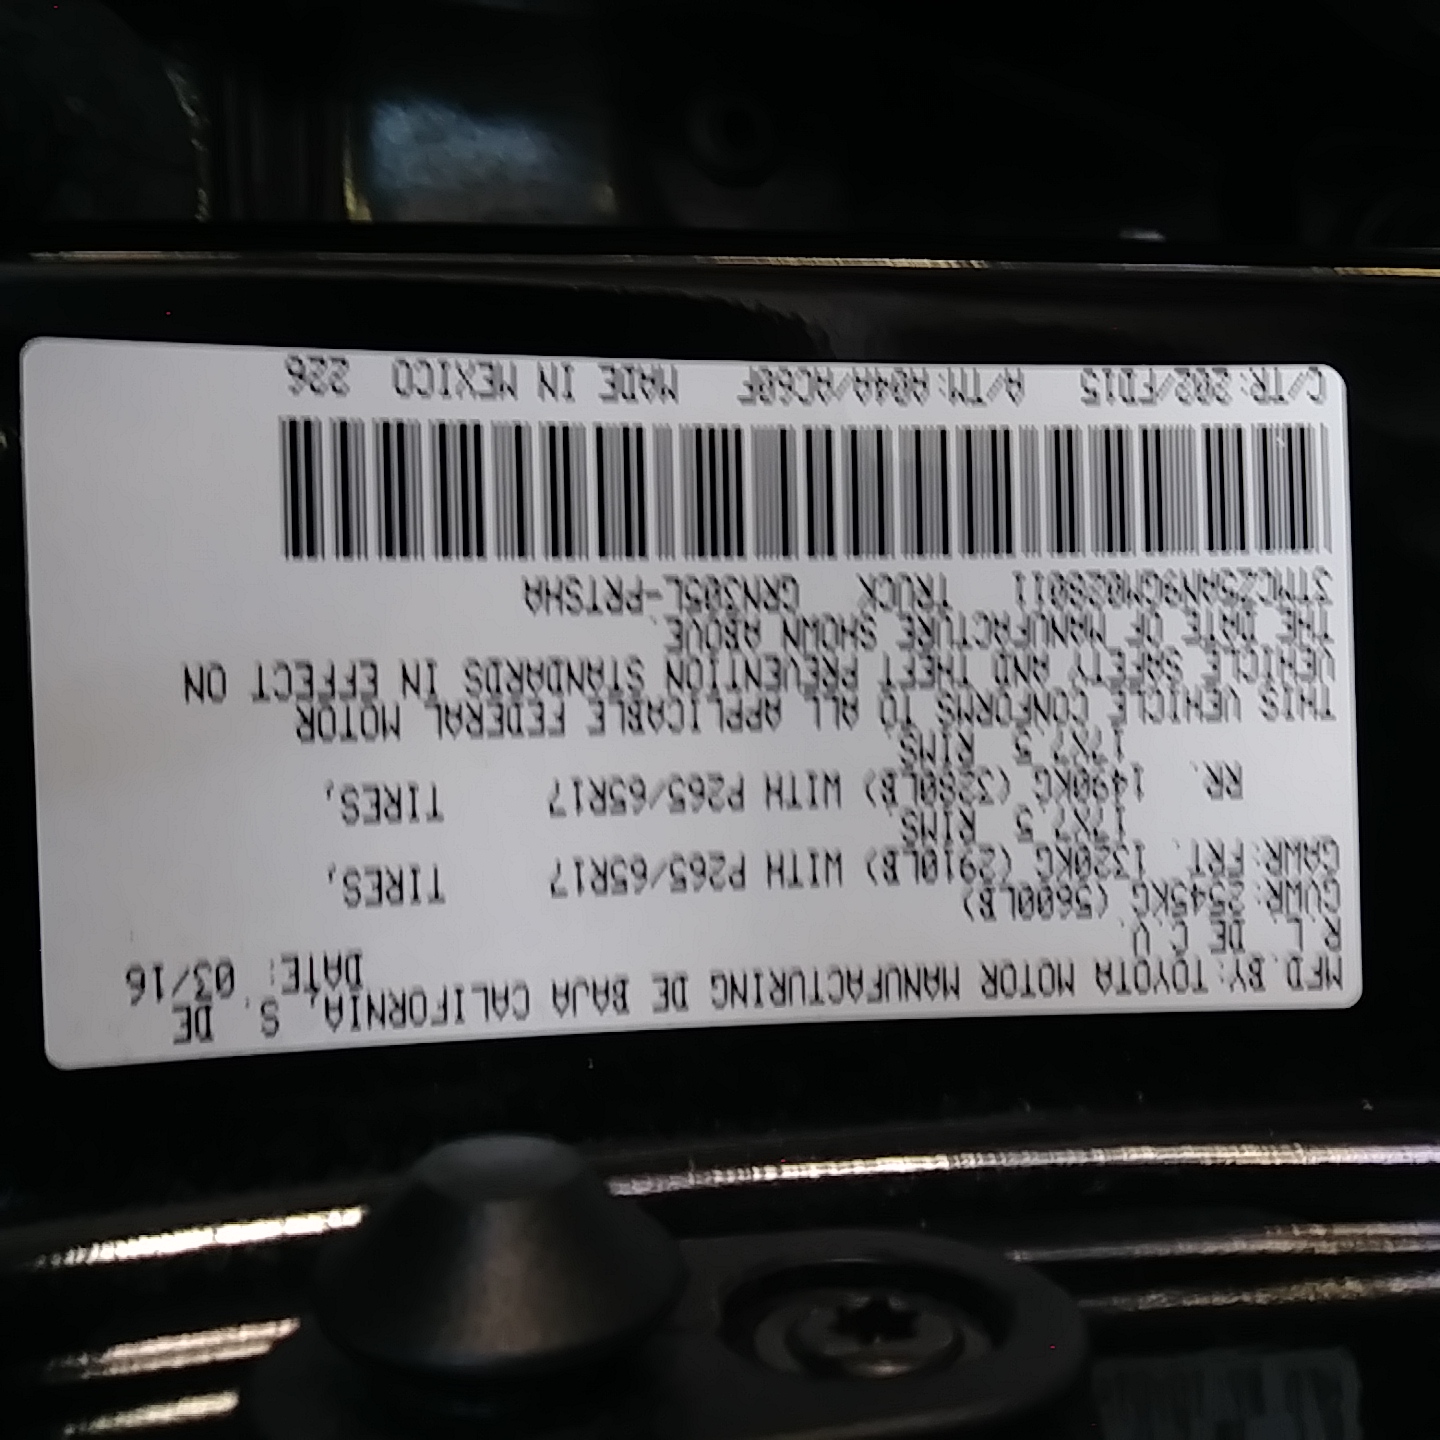 MFD.BY:TOYOTA MOTOR MANUFACTURING DE BAJA CALIFORNIA, S. DE
R.L. DE C.V. DATE: 03/16
GVWR:2545KG (5600LB)
GAWR:FRT. 1320KG (2910LB) WITH P265/65R17 TIRES,
17X7.5 RIMS
RR. 1490KG (3280LB) WITH P265/65R17 TIRES,
17X7.5 RIMS
THIS VEHICLE CONFORMS TO ALL APPLICABLE FEDERAL MOTOR
VEHICLE SAFETY AND THEFT PREVENTION STANDARDS IN EFFECT ON
THE DATE OF MANUFACTURE SHOWN ABOVE.
3TMCZ5AN9GM028011 TRUCK GRN305L-PRTSHA
C/TR:202/FD15 A/TM:A04A/AC60F MADE IN MEXICO 226